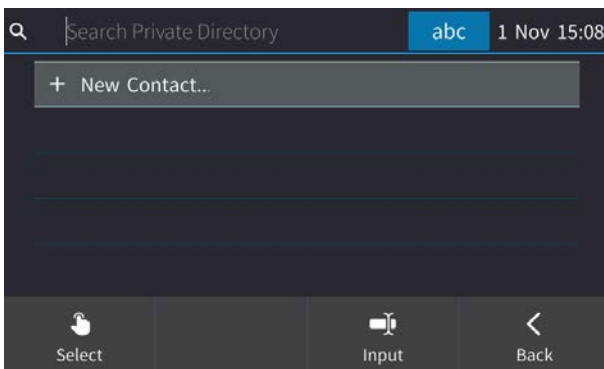 Search Private Directory abc 1 Nov 15:08
+ New Contact...
Select Input Back